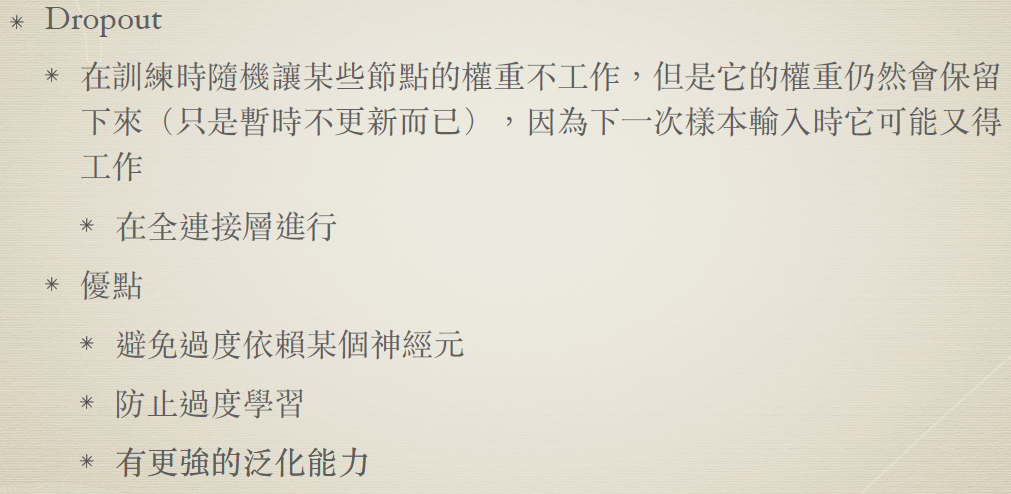 * Dropout
* 在訓練時隨機讓某些節點的權重不工作，但是它的權重仍然會保留
下來（只是暫時不更新而已），因為下一次樣本輸入時它可能又得
工作
* 在全連接層進行
* 優點
* 避免過度依賴某個神經元
* 防止過度學習
* 有更強的泛化能力